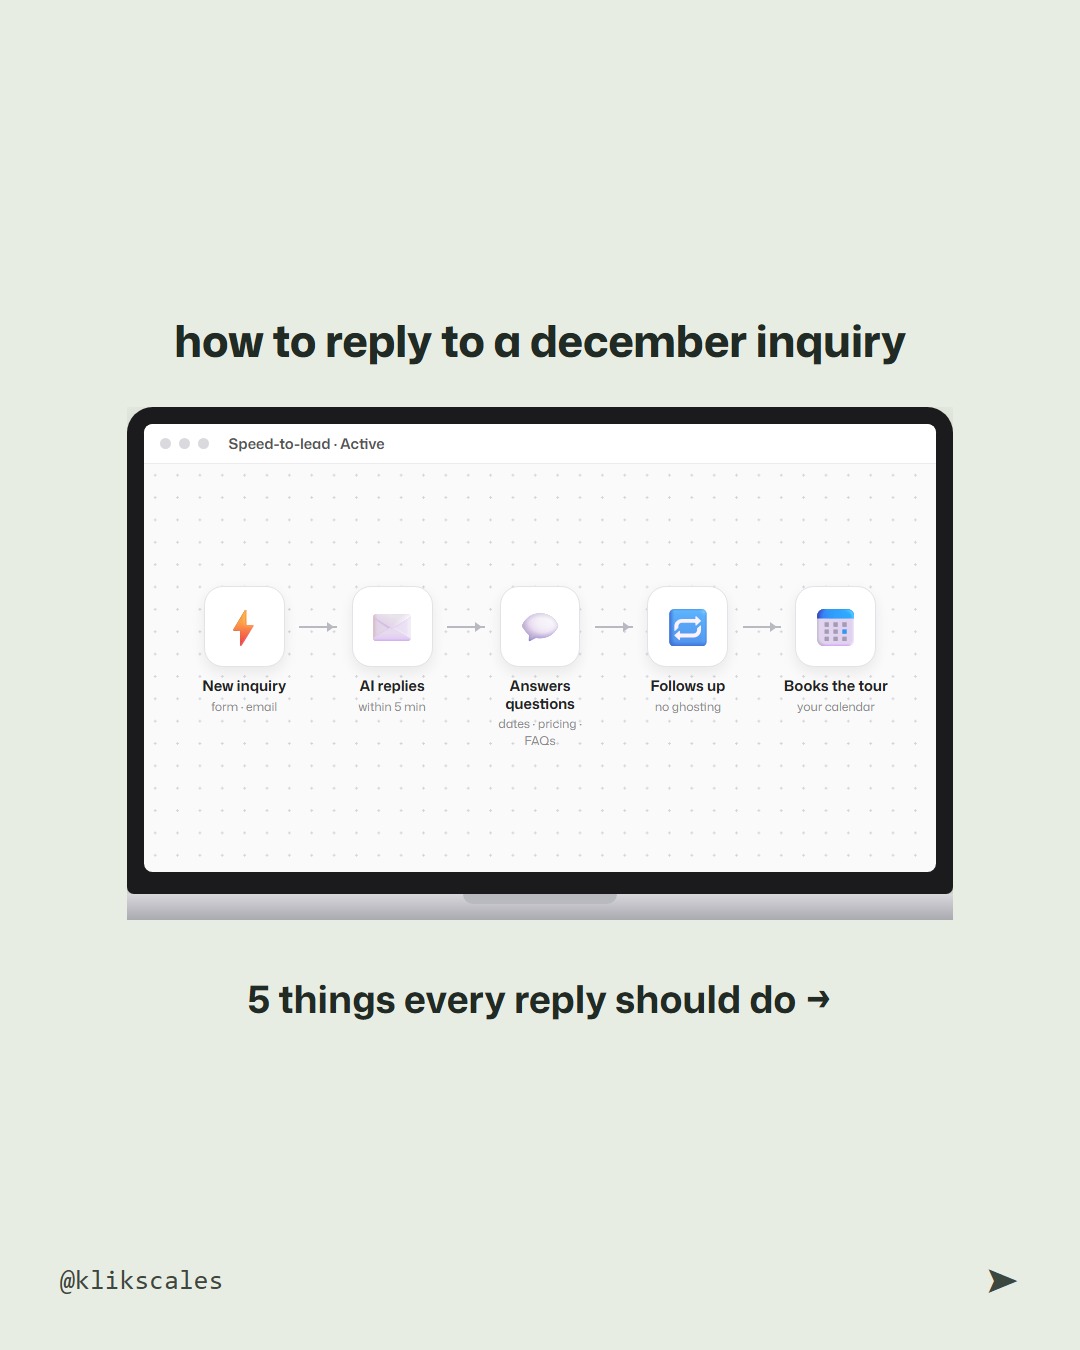 how to reply to a december inquiry
Speed-to-lead · Active
New inquiry
form · email
AI replies
within 5 min
Answers
questions
dates · pricing ·
FAQs
Follows up
no ghosting
Books the tour
your calendar
5 things every reply should do →
@klikscales